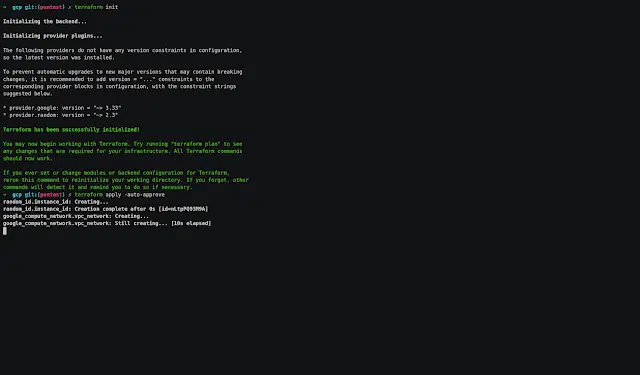 → gcp git:(pentest) ✗ terraform init

Initializing the backend...

Initializing provider plugins...

The following providers do not have any version constraints in configuration,
so the latest version was installed.

To prevent automatic upgrades to new major versions that may contain breaking
changes, it is recommended to add version = "..." constraints to the
corresponding provider blocks in configuration, with the constraint strings
suggested below.

* provider.google: version = "~> 3.33"
* provider.random: version = "~> 2.3"

Terraform has been successfully initialized!

You may now begin working with Terraform. Try running "terraform plan" to see
any changes that are required for your infrastructure. All Terraform commands
should now work.

If you ever set or change modules or backend configuration for Terraform,
rerun this command to reinitialize your working directory. If you forget, other
commands will detect it and remind you to do so if necessary.
→ gcp git:(pentest) ✗ terraform apply -auto-approve
random_id.instance_id: Creating...
random_id.instance_id: Creation complete after 0s
google_compute_network.vpc_network: Creating...
google_compute_network.vpc_network: Still creating... [10s elapsed]